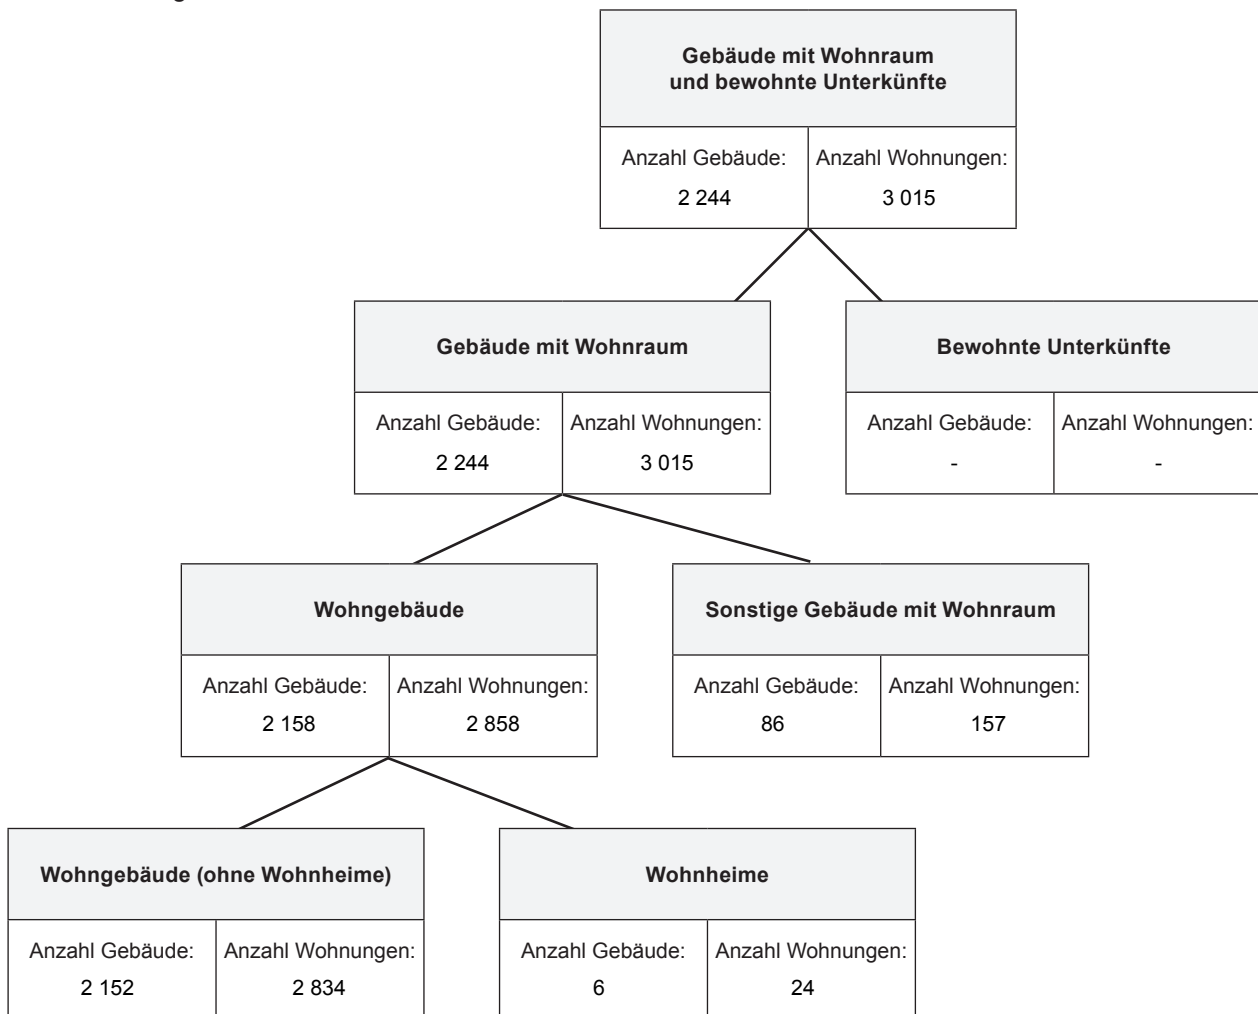 Gebäude mit Wohnraum
und bewohnte Unterkünfte
Anzahl Gebäude: Anzahl Wohnungen:
2 244 3 015
Gebäude mit Wohnraum Bewohnte Unterkünfte
Anzahl Gebäude: Anzahl Wohnungen: Anzahl Gebäude: Anzahl Wohnungen:
2 244 3 015 - -
Wohngebäude Sonstige Gebäude mit Wohnraum
Anzahl Gebäude: Anzahl Wohnungen: Anzahl Gebäude: Anzahl Wohnungen:
2 158 2 858 86 157
Wohngebäude (ohne Wohnheime) Wohnheime
Anzahl Gebäude: Anzahl Wohnungen: Anzahl Gebäude: Anzahl Wohnungen:
2 152 2 834 6 24